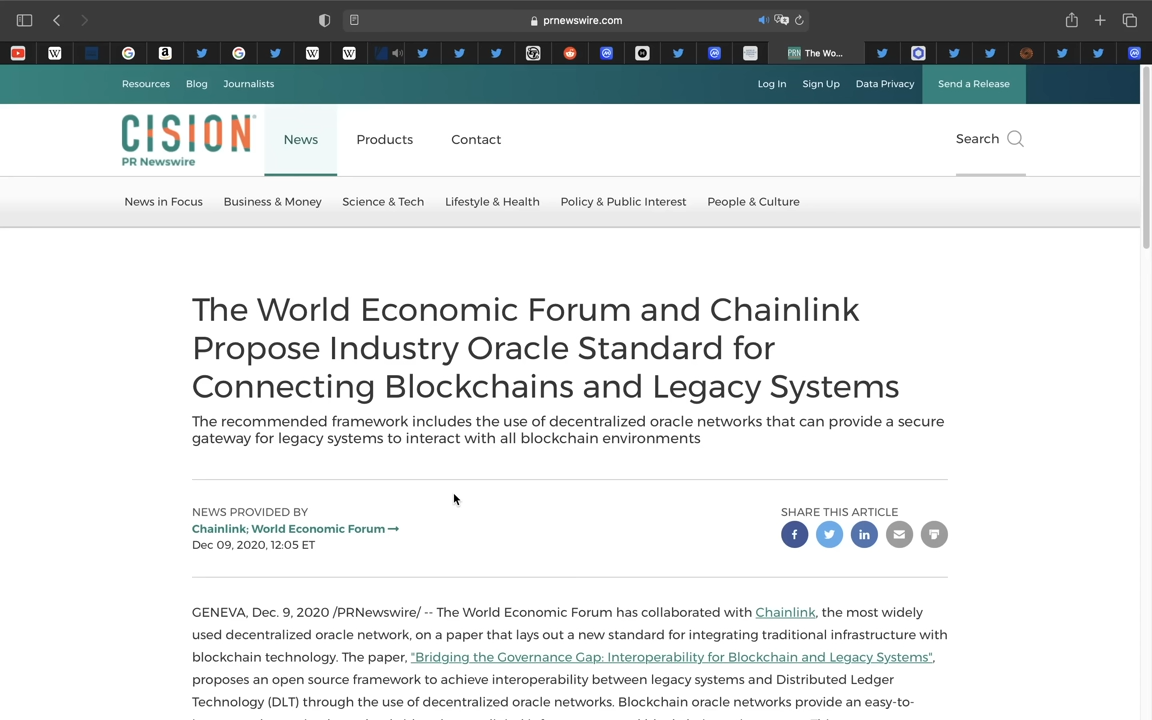 prnewswire.com
PRN The Wo...
Resources Blog Journalists Log In Sign Up Data Privacy Send a Release
CISION
PR Newswire
News Products Contact Search
News in Focus Business & Money Science & Tech Lifestyle & Health Policy & Public Interest People & Culture
The World Economic Forum and Chainlink
Propose Industry Oracle Standard for
Connecting Blockchains and Legacy Systems
The recommended framework includes the use of decentralized oracle networks that can provide a secure
gateway for legacy systems to interact with all blockchain environments
NEWS PROVIDED BY
Chainlink; World Economic Forum →
Dec 09, 2020, 12:05 ET
SHARE THIS ARTICLE
GENEVA, Dec. 9, 2020 /PRNewswire/ -- The World Economic Forum has collaborated with Chainlink, the most widely
used decentralized oracle network, on a paper that lays out a new standard for integrating traditional infrastructure with
blockchain technology. The paper, "Bridging the Governance Gap: Interoperability for Blockchain and Legacy Systems",
proposes an open source framework to achieve interoperability between legacy systems and Distributed Ledger
Technology (DLT) through the use of decentralized oracle networks. Blockchain oracle networks provide an easy-to-